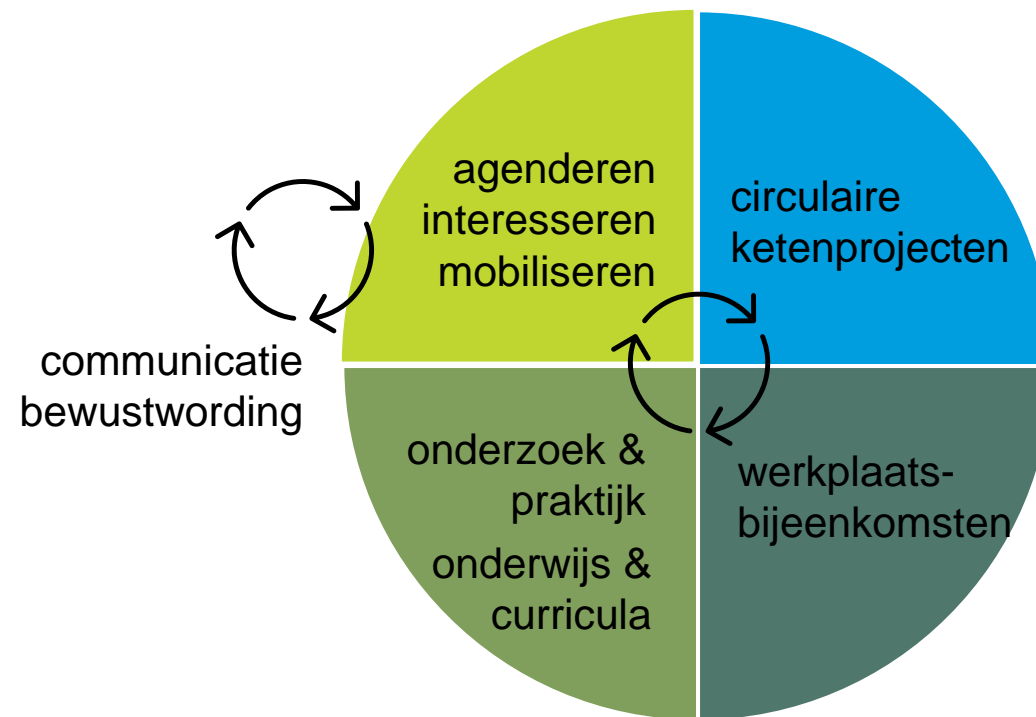 agenderen
interesseren
mobiliseren
circulaire
ketenprojecten
communicatie
bewustwording
onderzoek &
praktijk
onderwijs &
curricula
werkplaats-
bijeenkomsten